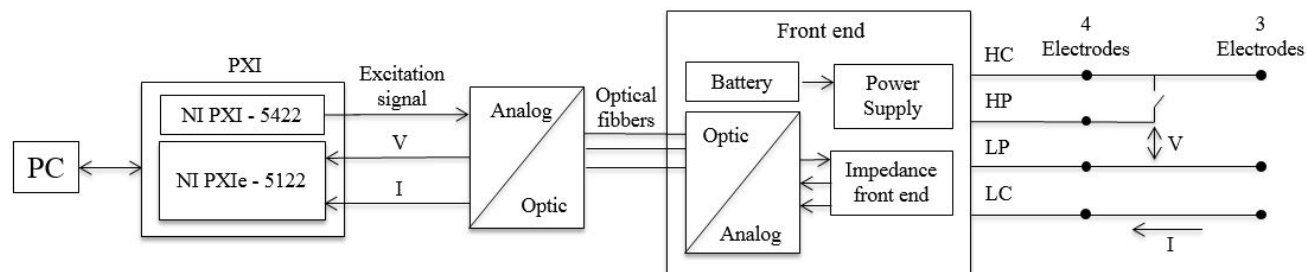 PC
PXI
NI PXI - 5422
NI PXIe - 5122
Excitation
signal
V
I
Analog
Optic
Optical
fibbers
Front end
Battery
Power
Supply
Optic
Analog
Impedance
front end
HC
HP
LP
LC
4
Electrodes
3
Electrodes
V
I